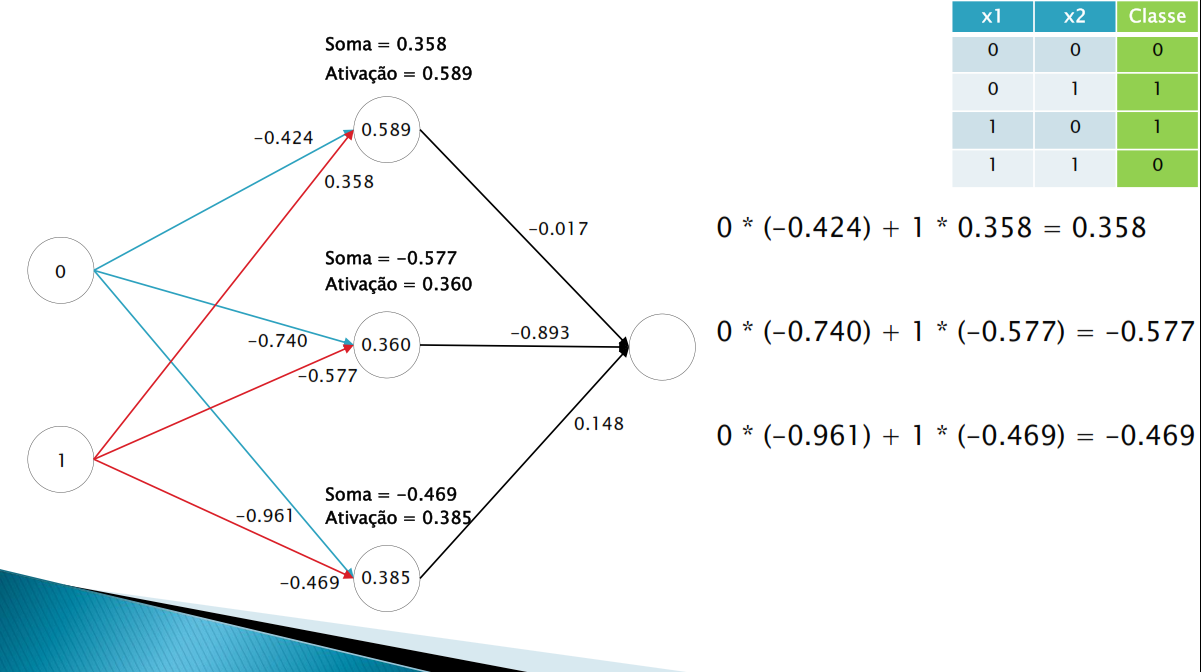 x1 x2 Classe
0 0 0
0 1 1
1 0 1
1 1 0
Soma = 0.358
Ativação = 0.589
−0.424
0.589
0.358
−0.017
0 * (−0.424) + 1 * 0.358 = 0.358
Soma = −0.577
Ativação = 0.360
0
−0.740
0.360
−0.893
−0.577
0 * (−0.740) + 1 * (−0.577) = −0.577
0.148
0 * (−0.961) + 1 * (−0.469) = −0.469
1
Soma = −0.469
Ativação = 0.385
−0.961
−0.469
0.385